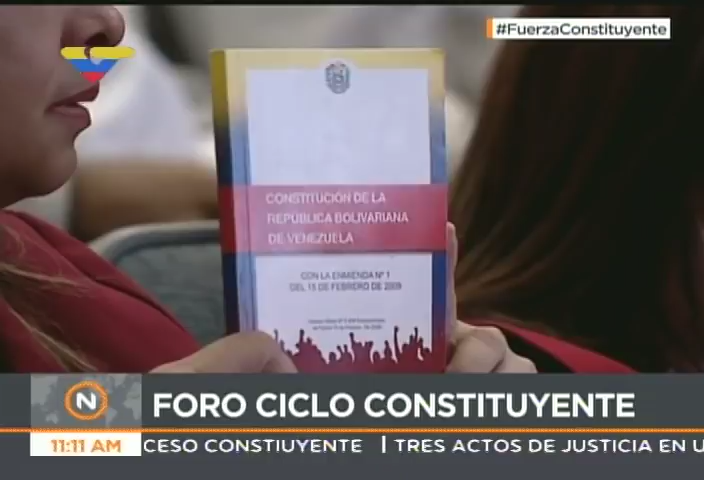 #FuerzaConstituyente
CONSTITUCIÓN DE LA
REPÚBLICA BOLIVARIANA
DE VENEZUELA
CON LA ENMIENDA Nº 1
DEL 15 DE FEBRERO DE 2009
N
FORO CICLO CONSTITUYENTE
11:11 AM
CESO CONSTIUYENTE | TRES ACTOS DE JUSTICIA EN U